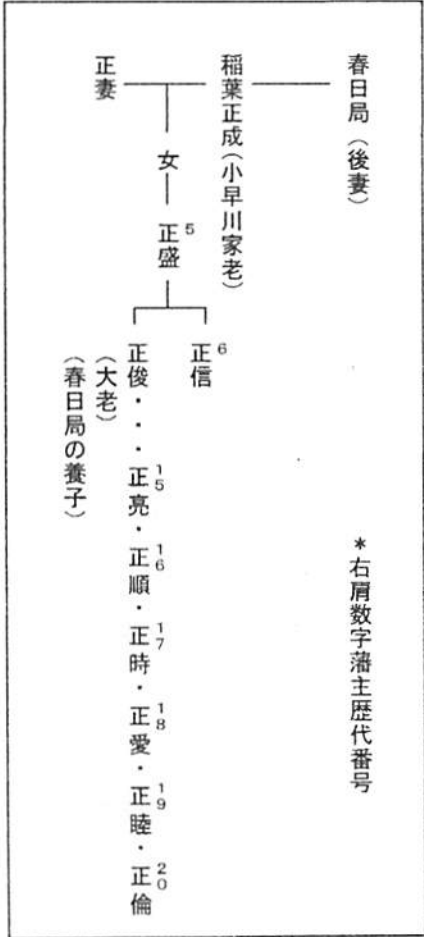 春日局（後妻）
稲葉正成（小早川家老）
正妻
女
正盛5
正信6
正俊・・・正亮15・正順16・正時17・正愛18・正睦19・正倫20
（大老）
（春日局の養子）
＊右肩数字藩主歴代番号